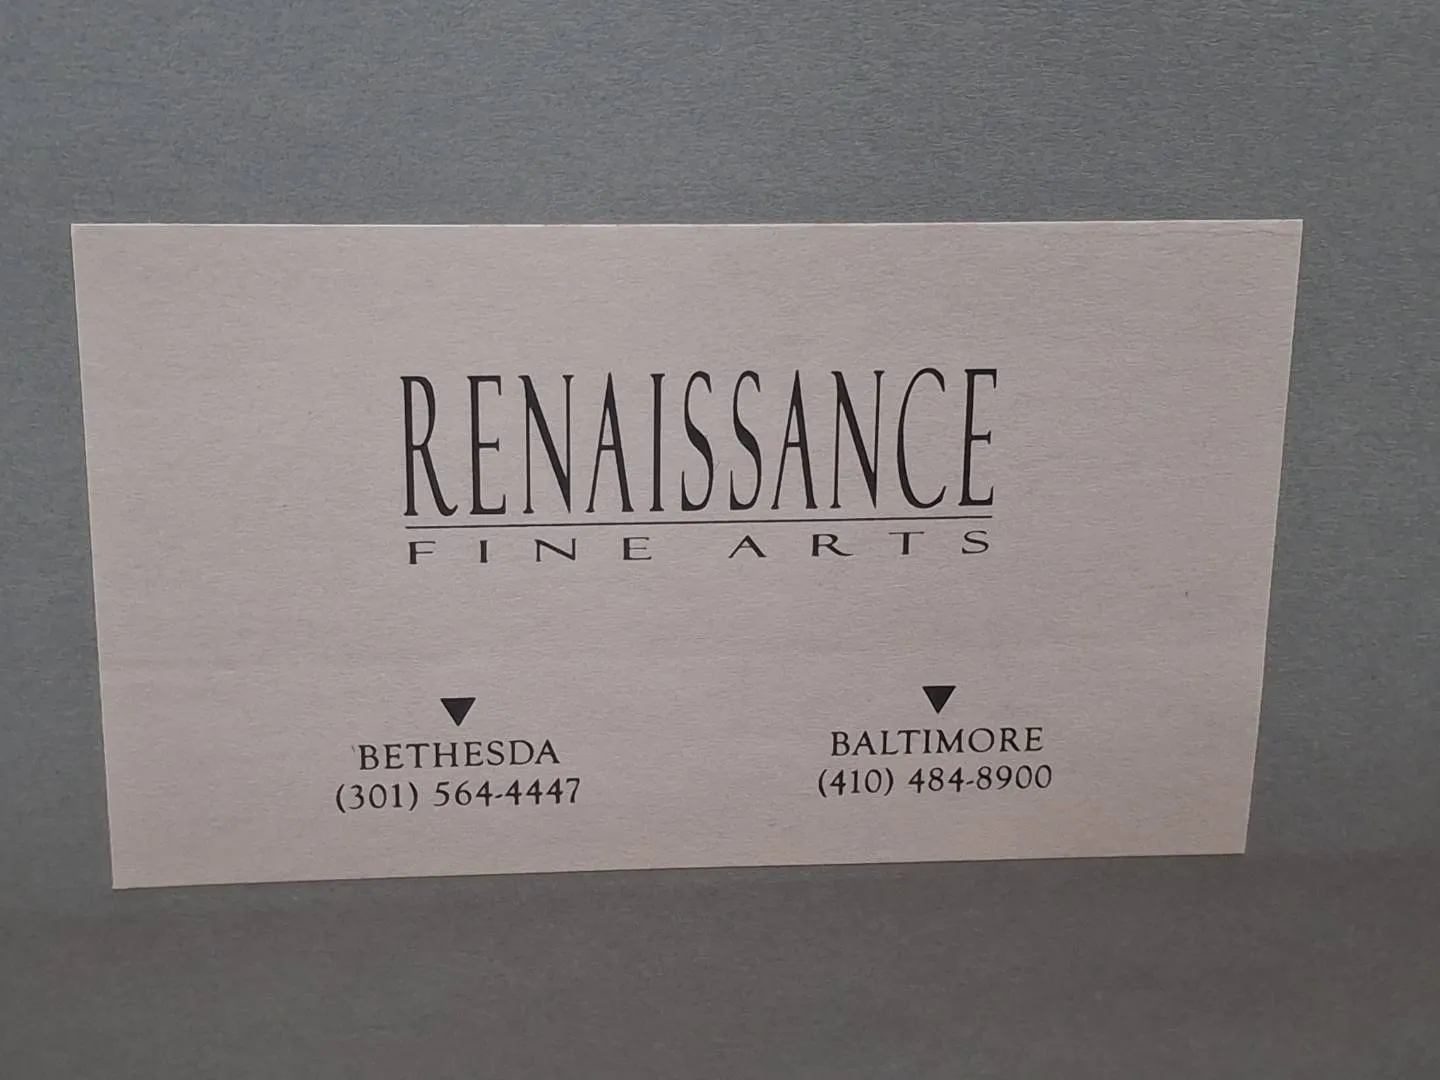 RENAISSANCE
FINE ARTS
BETHESDA
(301) 564-4447
BALTIMORE
(410) 484-8900